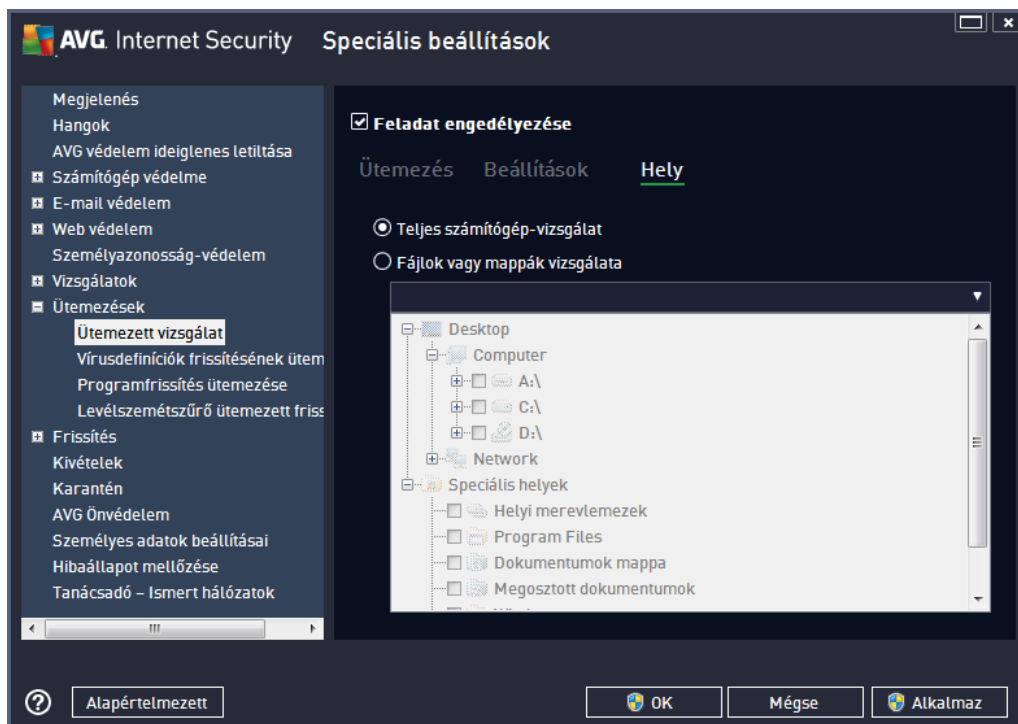 AVG. Internet Security Speciális beállítások
Megjelenés
Hangok
AVG védelem ideiglenes letiltása
Számítógép védelme
E-mail védelem
Web védelem
Személyazonosság-védelem
Vizsgálatok
Ütemezések
Ütemezett vizsgálat
Vírusdefiníciók frissítésének ütem
Programfrissítés ütemezése
Levélszemétszűrő ütemezett friss
Frissítés
Kivételek
Karantén
AVG Önvédelem
Személyes adatok beállításai
Hibaállapot mellőzése
Tanácsadó – Ismert hálózatok
Feladat engedélyezése
Ütemezés Beállítások Hely
Teljes számítógép-vizsgálat
Fájlok vagy mappák vizsgálata
Desktop
Computer
A:\
C:\
D:\
Network
Speciális helyek
Helyi merevlemezek
Program Files
Dokumentumok mappa
Megosztott dokumentumok
Alapértelmezett
OK
Mégse
Alkalmaz